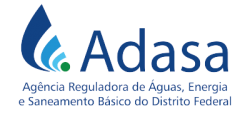 Adasa
Agência Reguladora de Águas, Energia
e Saneamento Básico do Distrito Federal